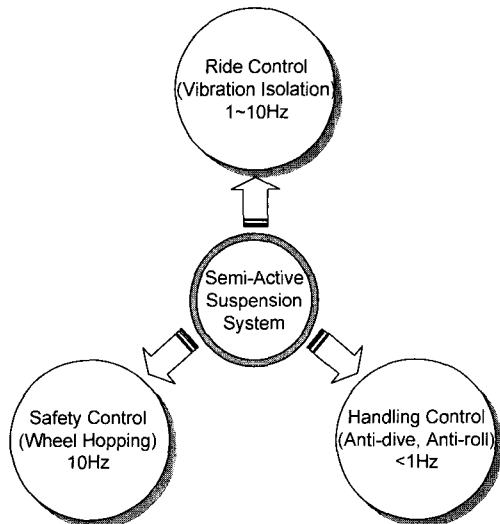 Ride Control
(Vibration Isolation)
1~10Hz
Semi-Active
Suspension
System
Safety Control
(Wheel Hopping)
10Hz
Handling Control
(Anti-dive, Anti-roll)
<1Hz